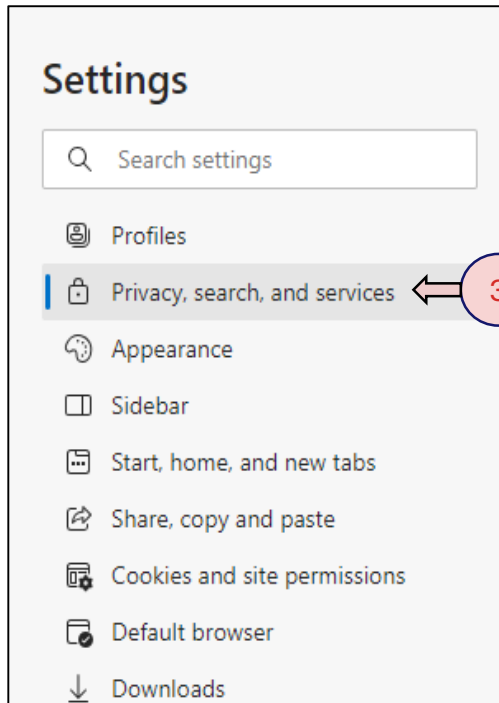 Settings
Search settings
Profiles
Privacy, search, and services
3
Appearance
Sidebar
Start, home, and new tabs
Share, copy and paste
Cookies and site permissions
Default browser
Downloads